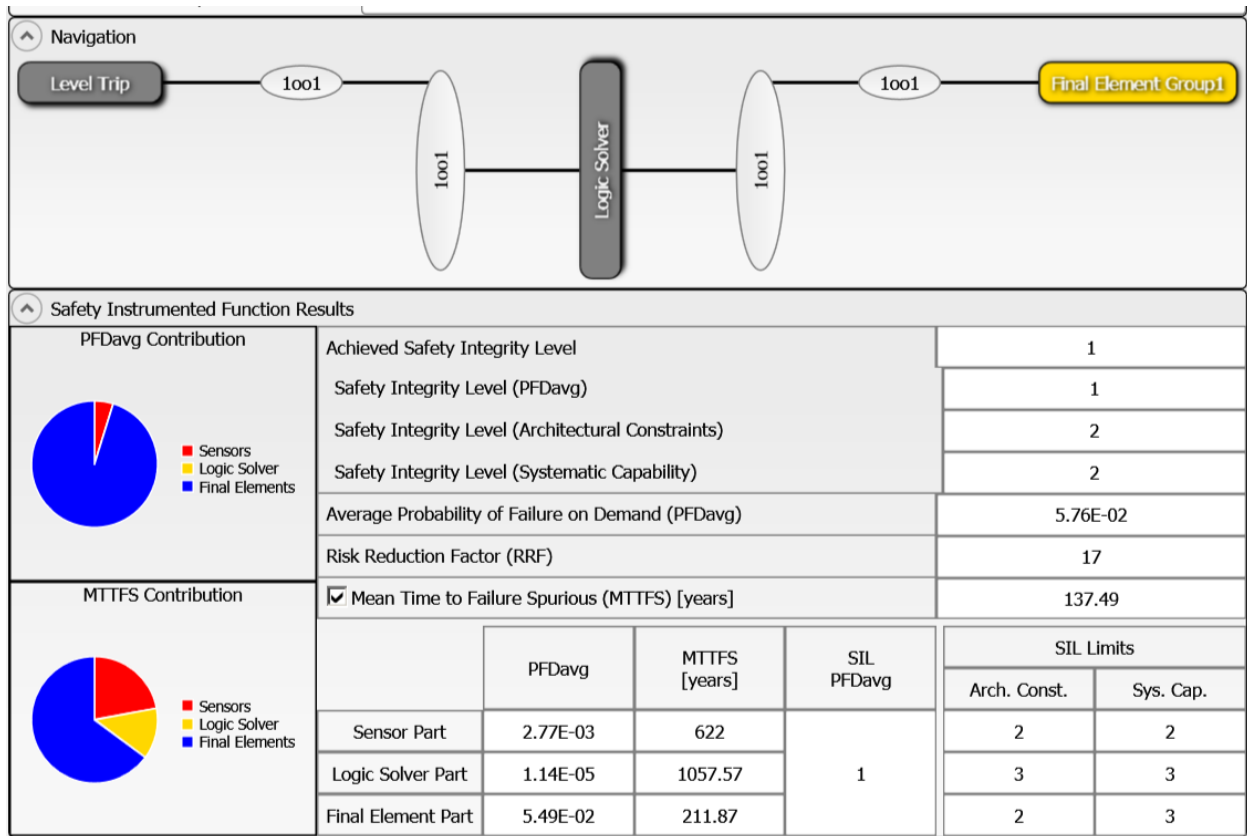 Navigation
Level Trip
1oo1
1oo1
Logic Solver
1oo1
1oo1
Final Element Group1
Safety Instrumented Function Results
PFDavg Contribution
Sensors
Logic Solver
Final Elements
MTTFS Contribution
Sensors
Logic Solver
Final Elements
Achieved Safety Integrity Level 1
Safety Integrity Level (PFDavg) 1
Safety Integrity Level (Architectural Constraints) 2
Safety Integrity Level (Systematic Capability) 2
Average Probability of Failure on Demand (PFDavg) 5.76E-02
Risk Reduction Factor (RRF) 17
Mean Time to Failure Spurious (MTTFS) [years] 137.49
PFDavg MTTFS [years] SIL PFDavg SIL Limits
Arch. Const. Sys. Cap.
Sensor Part 2.77E-03 622 2 2
Logic Solver Part 1.14E-05 1057.57 1 3 3
Final Element Part 5.49E-02 211.87 2 3